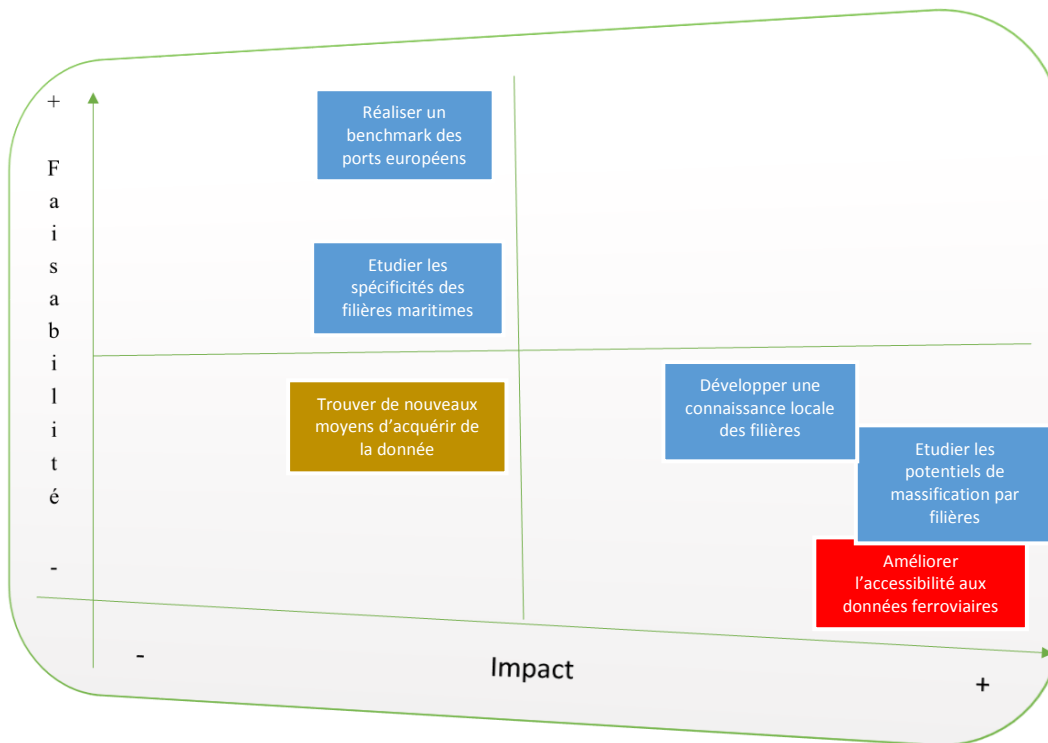 +
Faisabilité
-
Réaliser un
benchmark des
ports européens
Etudier les
spécificités des
filières maritimes
Trouver de nouveaux
moyens d’acquérir de
la donnée
Développer une
connaissance locale
des filières
Etudier les
potentiels de
massification par
filières
Améliorer
l’accessibilité aux
données ferroviaires
-
Impact
+